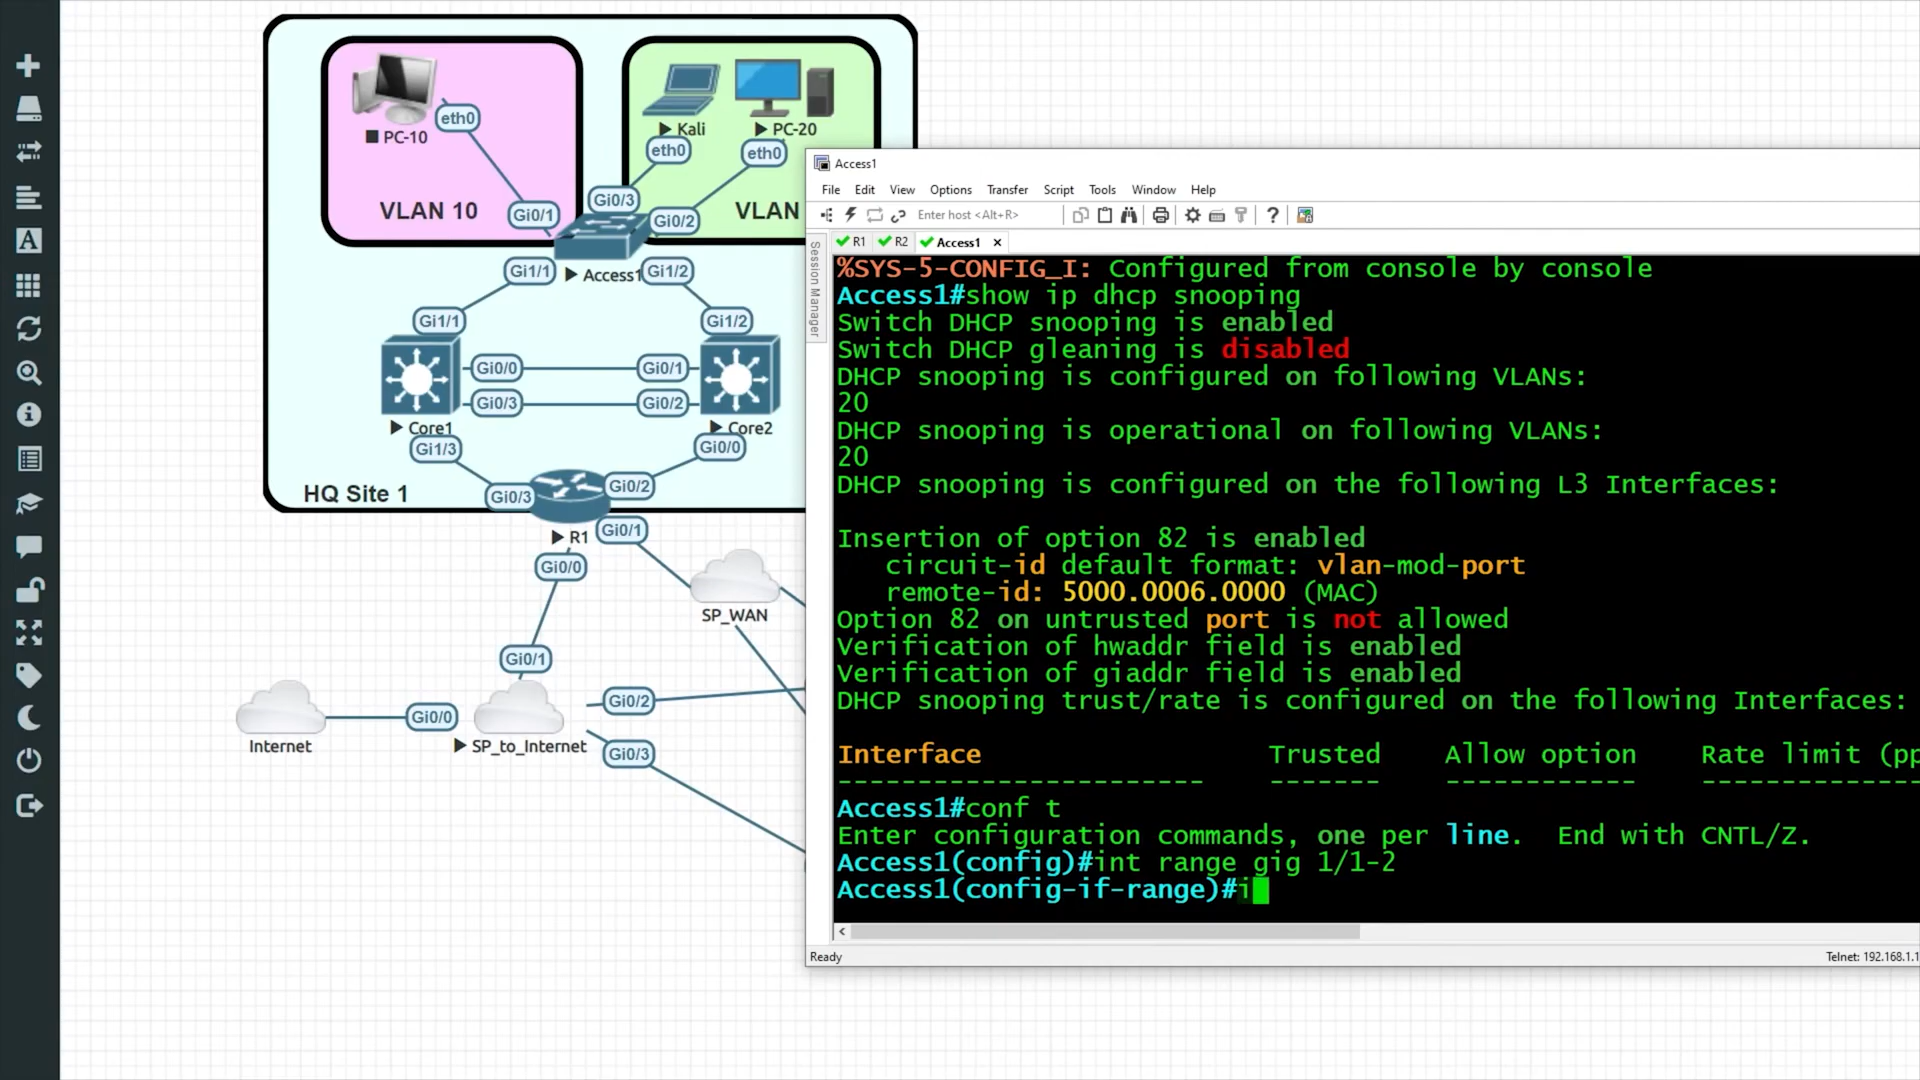 eth0
PC-10
VLAN 10
Gi0/1
Kali
PC-20
eth0
eth0
Gi0/3
Gi0/2
VLAN
Gi1/1
Access1
Gi1/2
Gi1/1
Gi1/2
Gi0/0
Gi0/1
Gi0/3
Gi0/2
Core1
Core2
Gi1/3
Gi0/0
HQ Site 1
Gi0/3
Gi0/2
R1
Gi0/1
Gi0/0
SP_WAN
Gi0/1
Gi0/2
Gi0/0
Internet
SP_to_Internet
Gi0/3
Access1
File Edit View Options Transfer Script Tools Window Help
Enter host <Alt+R>
Session Manager
R1 R2 Access1
%SYS-5-CONFIG_I: Configured from console by console
Access1#show ip dhcp snooping
Switch DHCP snooping is enabled
Switch DHCP gleaning is disabled
DHCP snooping is configured on following VLANs:
20
DHCP snooping is operational on following VLANs:
20
DHCP snooping is configured on the following L3 Interfaces:
Insertion of option 82 is enabled
circuit-id default format: vlan-mod-port
remote-id: 5000.0006.0000 (MAC)
Option 82 on untrusted port is not allowed
Verification of hwaddr field is enabled
Verification of giaddr field is enabled
DHCP snooping trust/rate is configured on the following Interfaces:
Interface Trusted Allow option Rate limit (pp
----------------------- ------- ------------ ----------------
Access1#conf t
Enter configuration commands, one per line. End with CNTL/Z.
Access1(config)#int range gig 1/1-2
Access1(config-if-range)#i
Ready
Telnet: 192.168.1.1